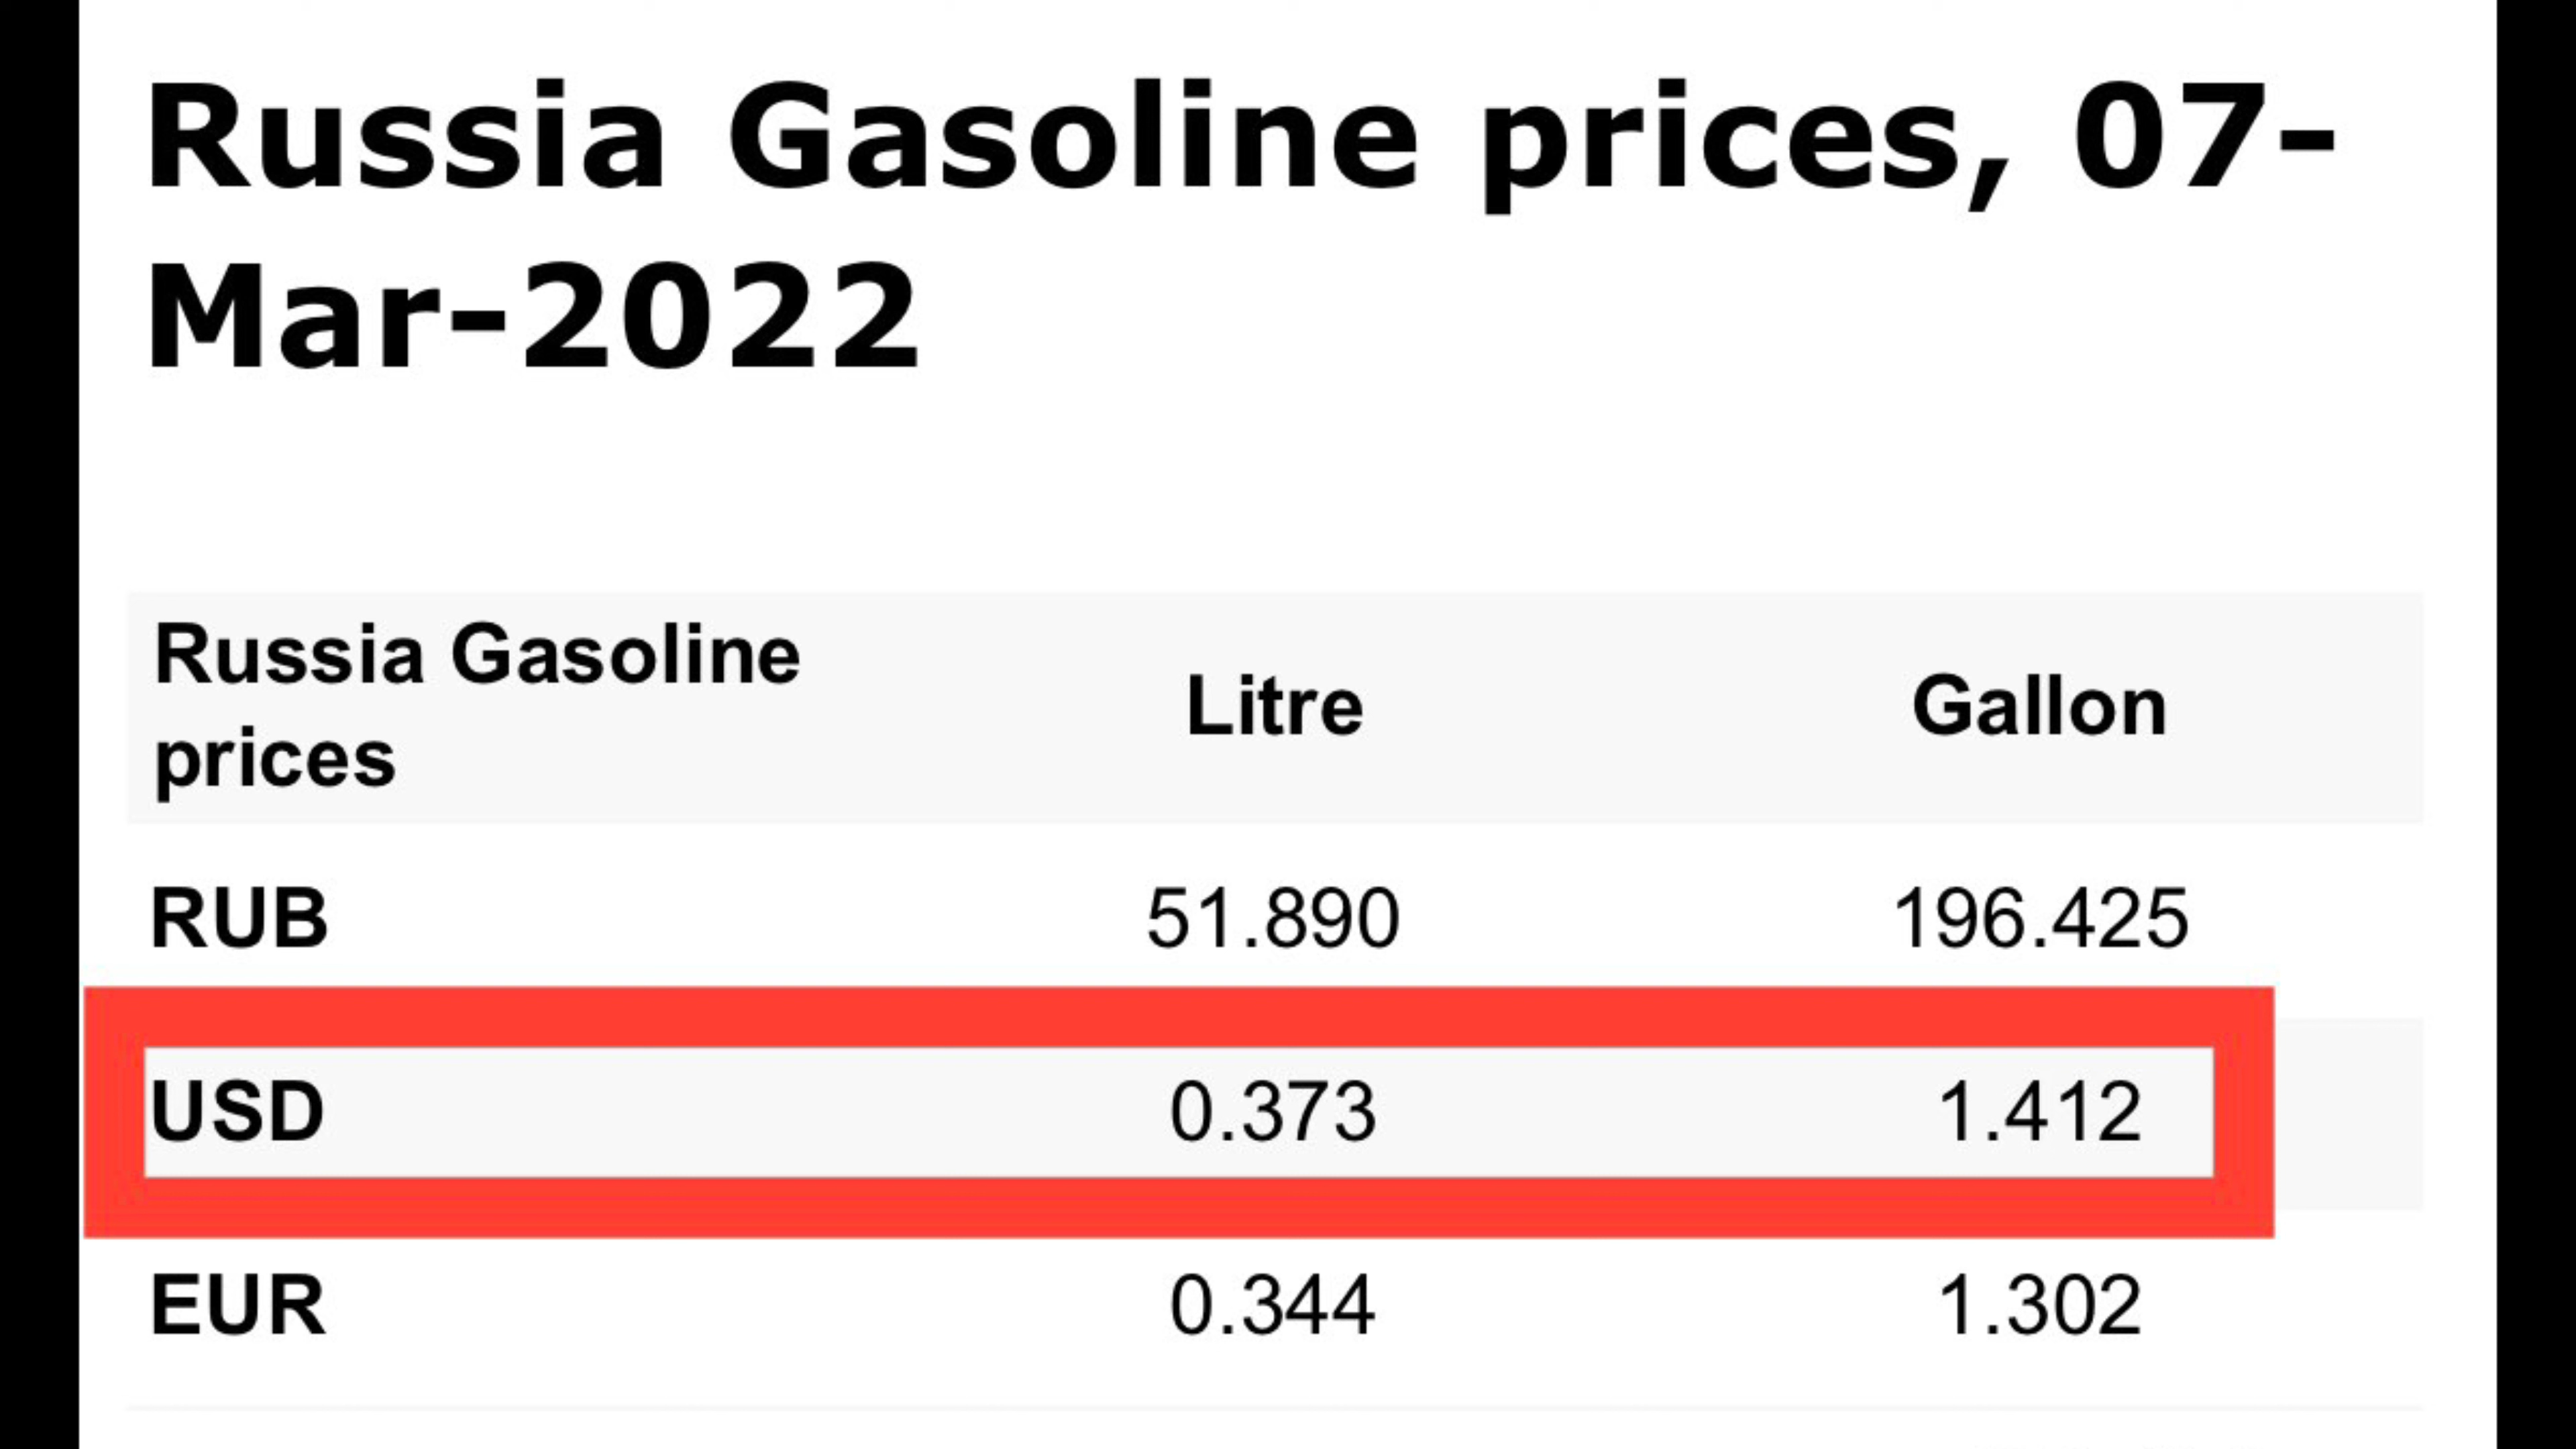 Russia Gasoline prices, 07-
Mar-2022
Russia Gasoline
prices
Litre
Gallon
RUB 51.890 196.425
USD 0.373 1.412
EUR 0.344 1.302